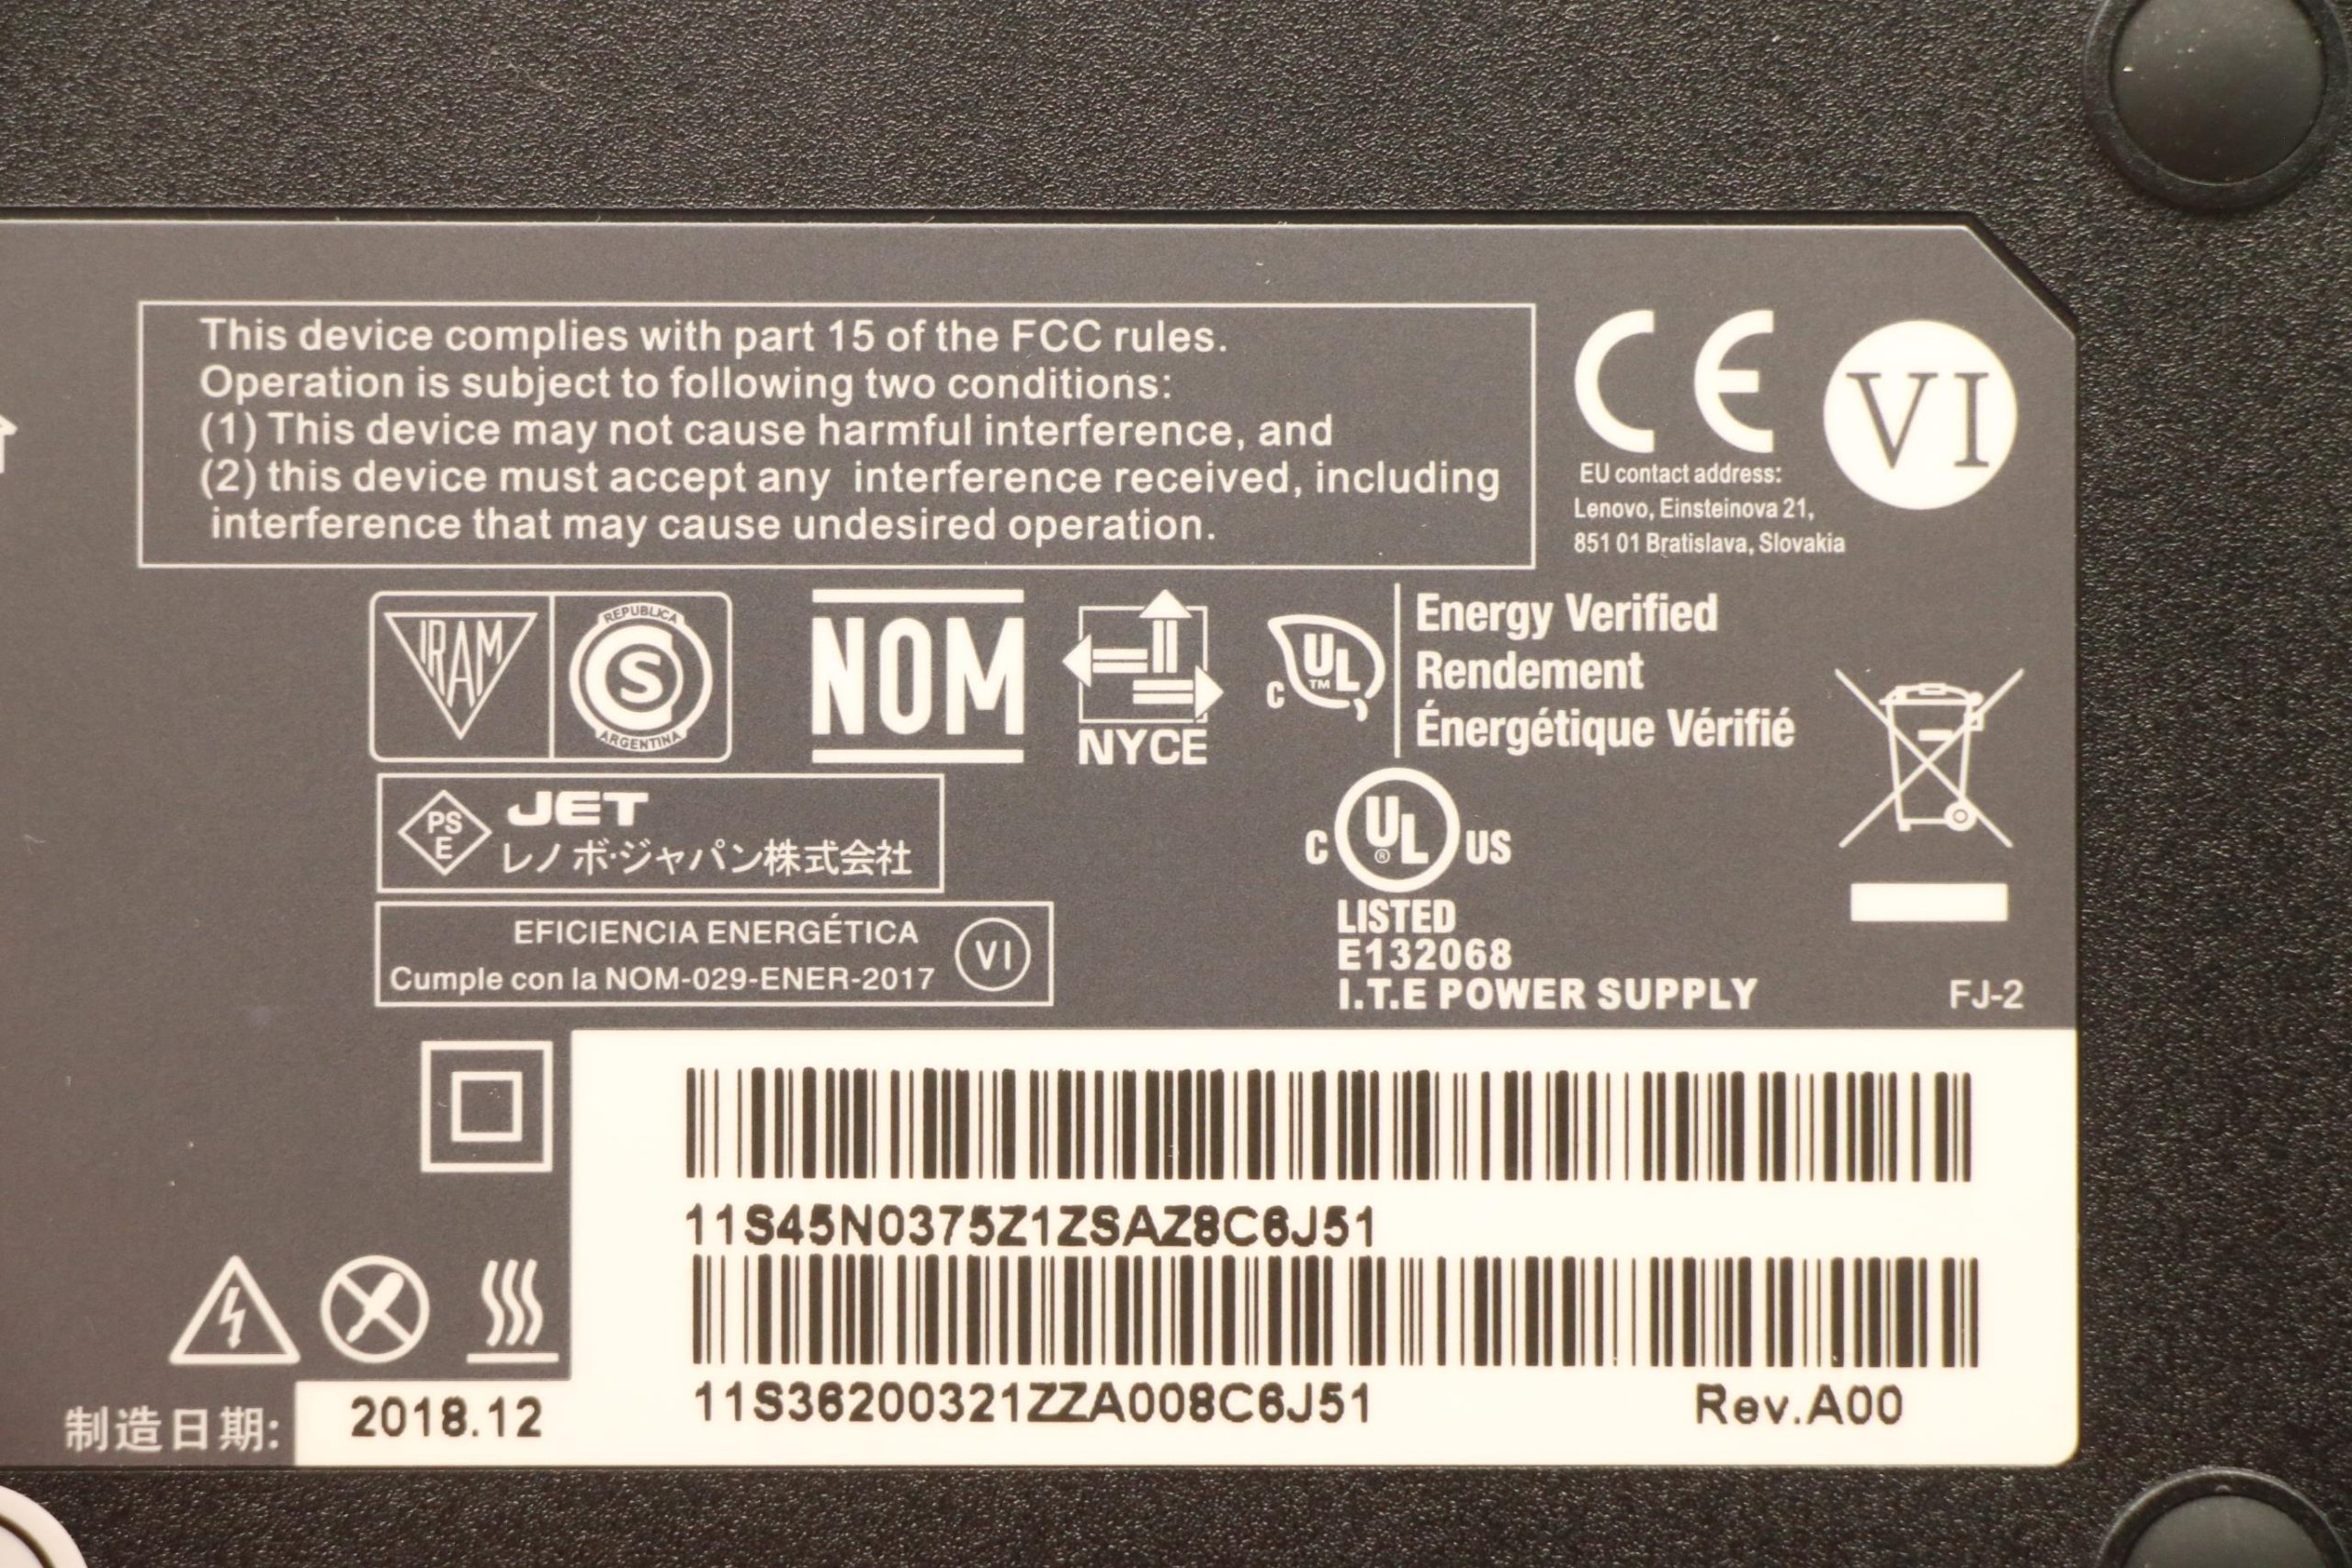 This device complies with part 15 of the FCC rules.
Operation is subject to following two conditions:
(1) This device may not cause harmful interference, and
(2) this device must accept any interference received, including
interference that may cause undesired operation.
CE
VI
EU contact address:
Lenovo, Einsteinova 21,
851 01 Bratislava, Slovakia
IRAM
REPUBLICA
S
ARGENTINA
NOM
NYCE
C UL TM
Energy Verified
Rendement
Énergétique Vérifié
PS
E
JET
レノボ・ジャパン株式会社
C UL ® US
LISTED
E132068
I.T.E POWER SUPPLY
EFICIENCIA ENERGÉTICA
Cumple con la NOM-029-ENER-2017
VI
FJ-2
11S45N0375Z1ZSAZ8C6J51
11S36200321ZZA008C6J51
Rev.A00
制造日期: 2018.12